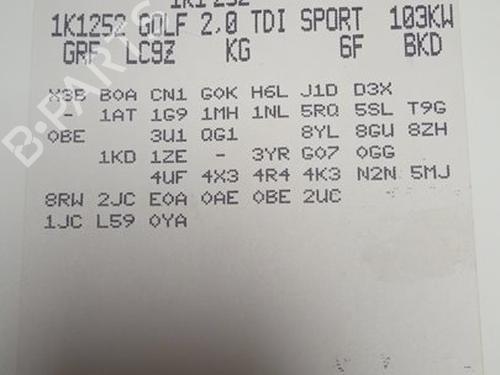 1K1252
1K1252 GOLF 2,0 TDI SPORT 103KW
GRF LC9Z KG 6F BKD
X3B B0A CN1 G0K H6L J1D D3X
- 1AT 1G9 1MH 1NL 5RQ 5SL T9G
0BE 3U1 QG1 8YL 8GU 8ZH
1KD 1ZE - 3YR G07 0GG
4UF 4X3 4R4 4K3 N2N 5MJ
8RW 2JC E0A 0AE 0BE 2UC
1JC L59 0YA